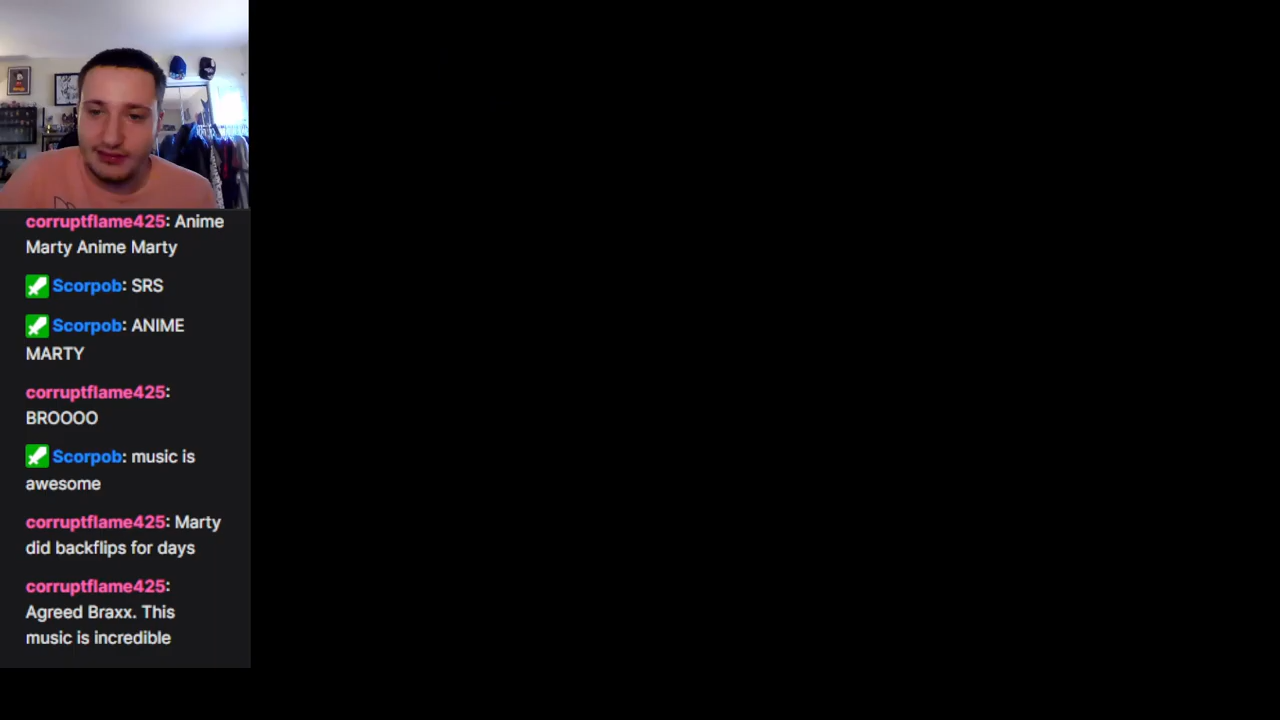 corruptflame425: Anime
Marty Anime Marty
Scorpob: SRS
Scorpob: ANIME
MARTY
corruptflame425:
BROOOO
Scorpob: music is
awesome
corruptflame425: Marty
did backflips for days
corruptflame425:
Agreed Braxx. This
music is incredible